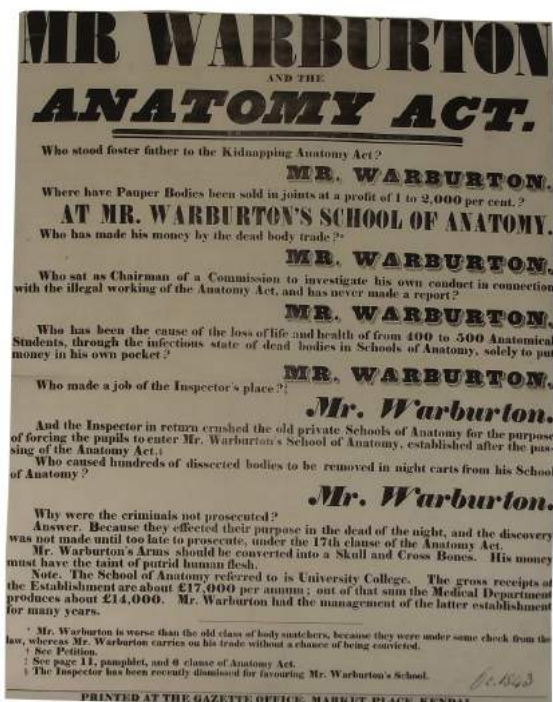 MR WARBURTON
AND THE
ANATOMY ACT.
Who stood foster father to the Kidnapping Anatomy Act?
MR. WARBURTON.
Where have Pauper Bodies been sold in joints at a profit of 1 to 2,000 per cent.?
AT MR. WARBURTON'S SCHOOL OF ANATOMY.
Who has made his money by the dead body trade?*
MR. WARBURTON.
Who sat as Chairman of a Commission to investigate his own conduct in connection
with the illegal working of the Anatomy Act, and has never made a report?
MR. WARBURTON.
Who has been the cause of the loss of life and health of from 400 to 500 Anatomical
Students, through the infectious state of dead bodies in Schools of Anatomy, solely to put
money in his own pocket?
MR. WARBURTON.
Who made a job of the Inspector's place?‡
Mr. Warburton.
And the Inspector in return crushed the old private Schools of Anatomy for the purpose
of forcing the pupils to enter Mr. Warburton's School of Anatomy, established after the pas-
sing of the Anatomy Act.§
Who caused hundreds of dissected bodies to be removed in night carts from his School
of Anatomy?
Mr. Warburton.
Why were the criminals not prosecuted?
Answer. Because they effected their purpose in the dead of the night, and the discovery
was not made until too late to prosecute, under the 17th clause of the Anatomy Act.
Mr. Warburton's Arms should be converted into a Skull and Cross Bones. His money
must have the taint of putrid human flesh.
Note. The School of Anatomy referred to is University College. The gross receipts of
the Establishment are about £17,000 per annum; out of that sum the Medical Department
produces about £14,000. Mr. Warburton had the management of the latter establishment
for many years.
* Mr. Warburton is worse than the old class of body snatchers, because they were under some check from the
law, whereas Mr. Warburton carries on his trade without a chance of being convicted.
† See Petition.
‡ See page 11, pamphlet, and 6 clause of Anatomy Act.
§ The Inspector has been recently dismissed for favouring Mr. Warburton's School.
c.1843
PRINTED AT THE GAZETTE OFFICE, MARKET PLACE, KENDAL